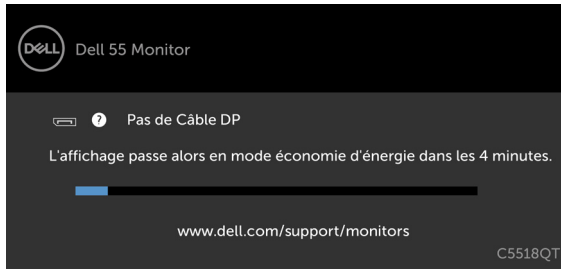 DELL
Dell 55 Monitor
? Pas de Câble DP
L'affichage passe alors en mode économie d'énergie dans les 4 minutes.
www.dell.com/support/monitors
C5518QT